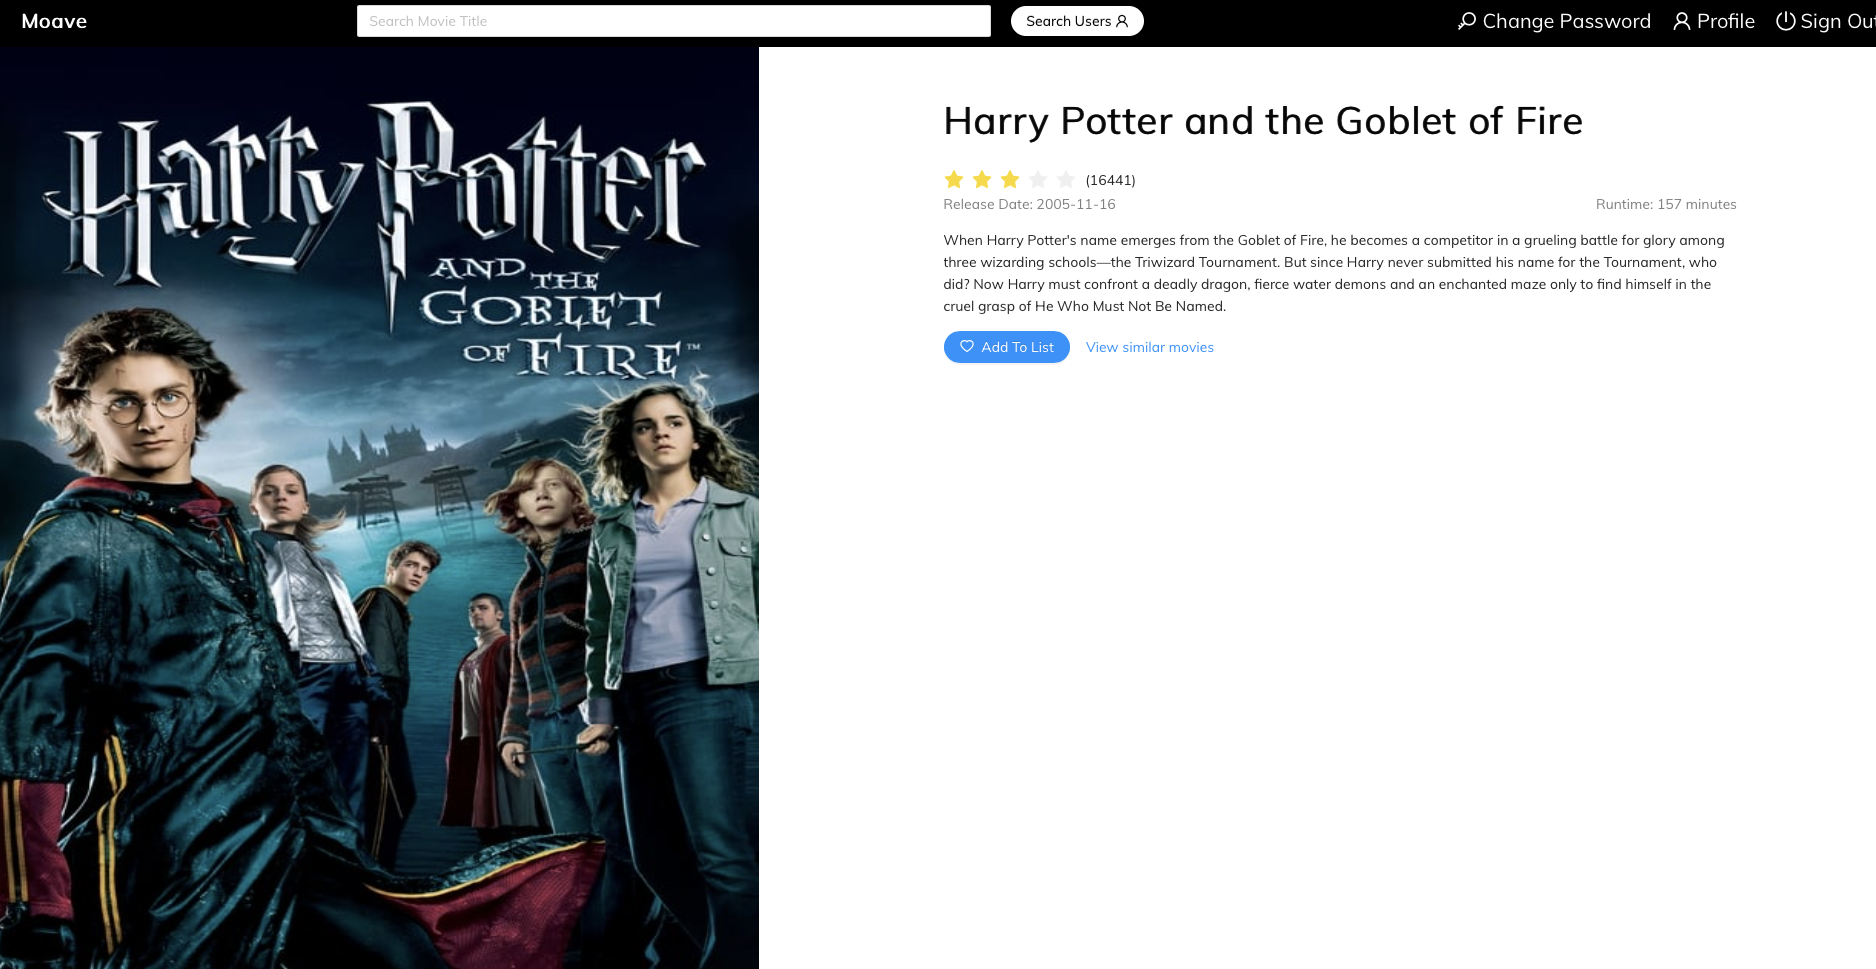 Moave
Search Movie Title
Search Users
Change Password
Profile
Sign Out
Harry Potter
AND THE
GOBLET
OF FIRE™
Harry Potter and the Goblet of Fire
(16441)
Release Date: 2005-11-16
Runtime: 157 minutes
When Harry Potter's name emerges from the Goblet of Fire, he becomes a competitor in a grueling battle for glory among
three wizarding schools—the Triwizard Tournament. But since Harry never submitted his name for the Tournament, who
did? Now Harry must confront a deadly dragon, fierce water demons and an enchanted maze only to find himself in the
cruel grasp of He Who Must Not Be Named.
Add To List
View similar movies